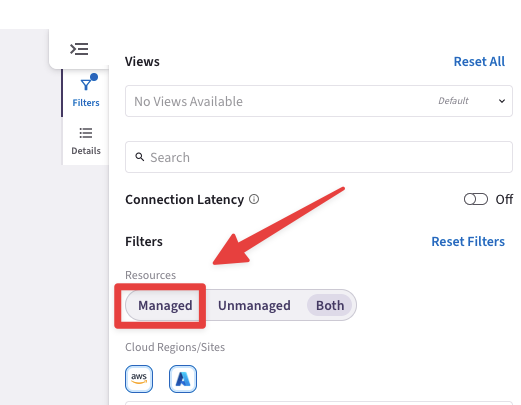 Views
Reset All
No Views Available
Default
Filters
Details
Search
Connection Latency
Off
Filters
Reset Filters
Resources
Managed
Unmanaged
Both
Cloud Regions/Sites
aws